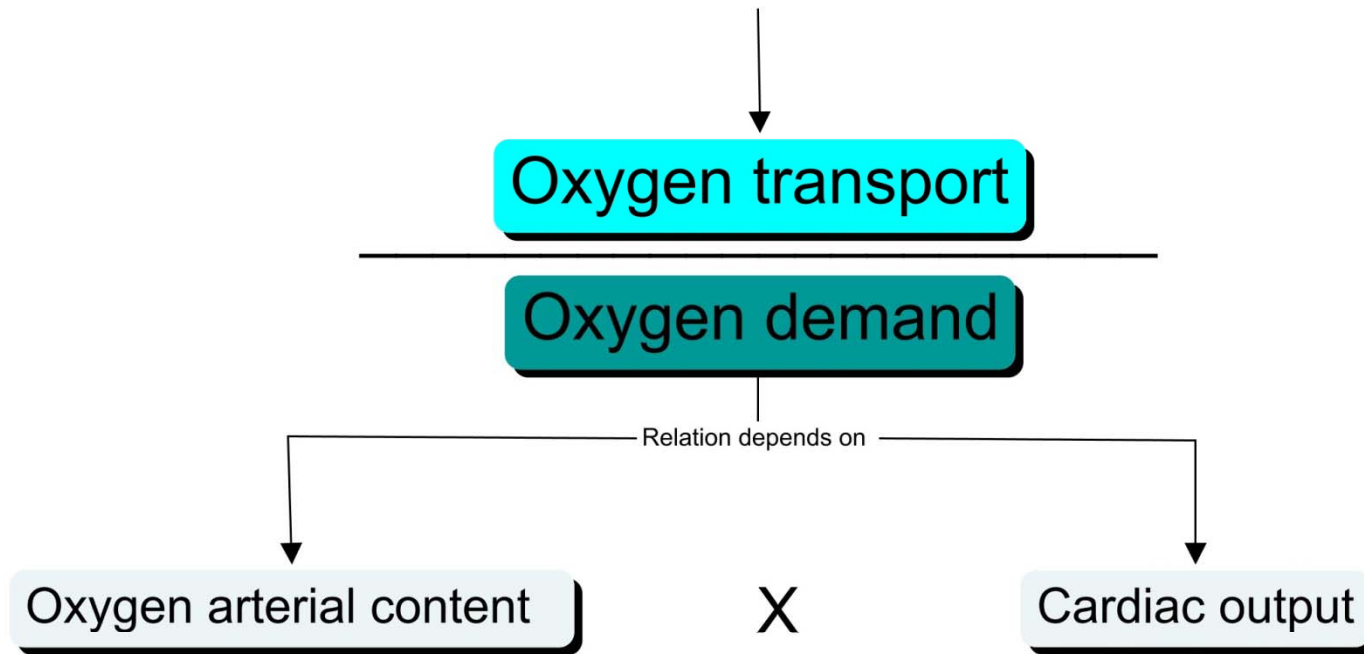 Oxygen transport
Oxygen demand
Relation depends on
Oxygen arterial content X Cardiac output